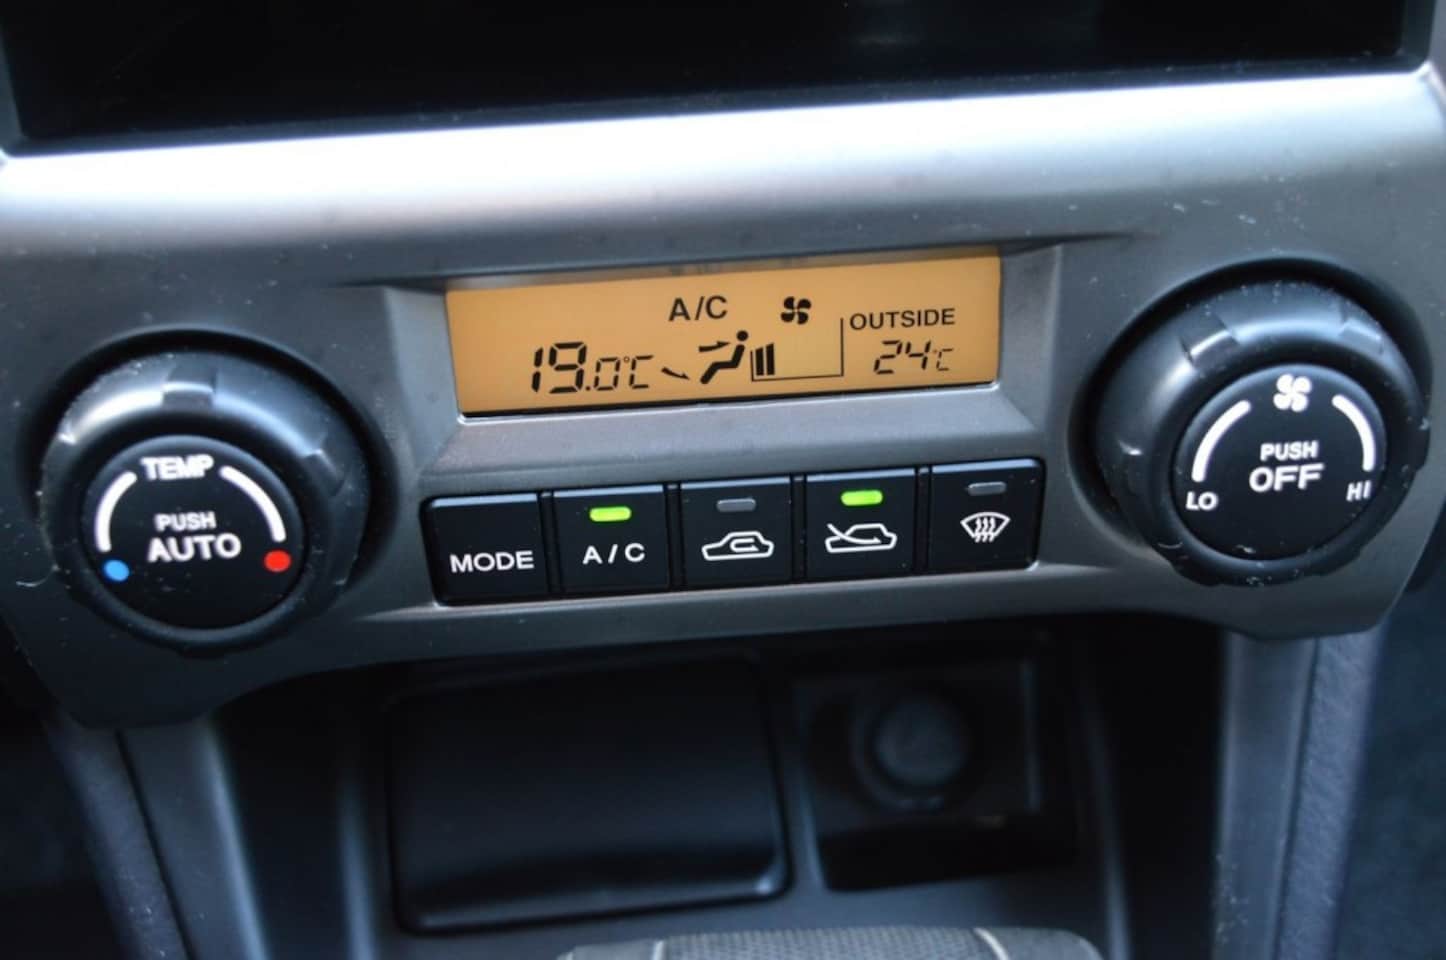 A/C
OUTSIDE
19.0°C
24°C
TEMP
PUSH
AUTO
MODE
A/C
PUSH
OFF
LO
HI